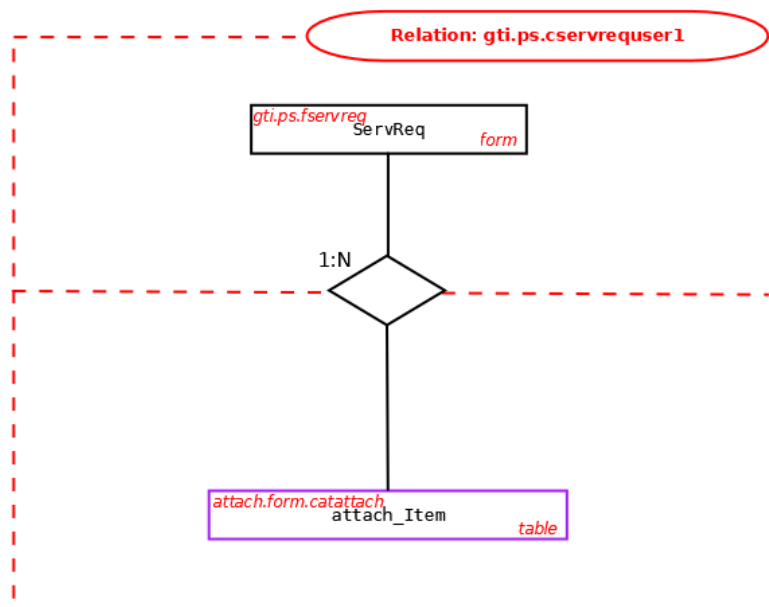 Relation: gti.ps.cservrequser1
gti.ps.fservreq
ServReq
form
1:N
attach.form.catattach
attach_Item
table